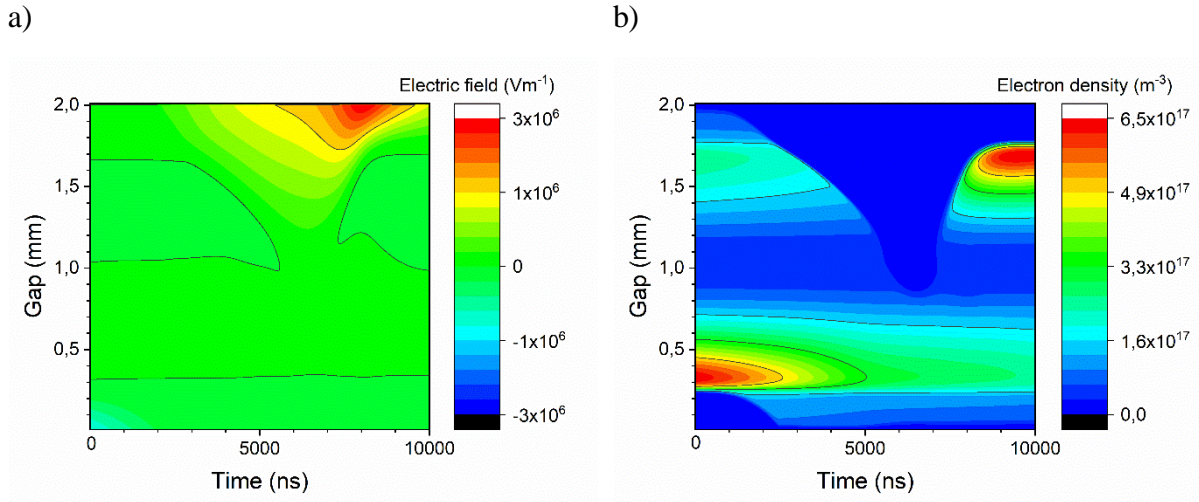 a)
b)
Electric field (Vm⁻¹)
2,0
1,5
1,0
0,5
Gap (mm)
0
5000
10000
Time (ns)
3x10⁶
1x10⁶
0
-1x10⁶
-3x10⁶
Electron density (m⁻³)
2,0
1,5
1,0
0,5
Gap (mm)
0
5000
10000
Time (ns)
6,5x10¹⁷
4,9x10¹⁷
3,3x10¹⁷
1,6x10¹⁷
0,0